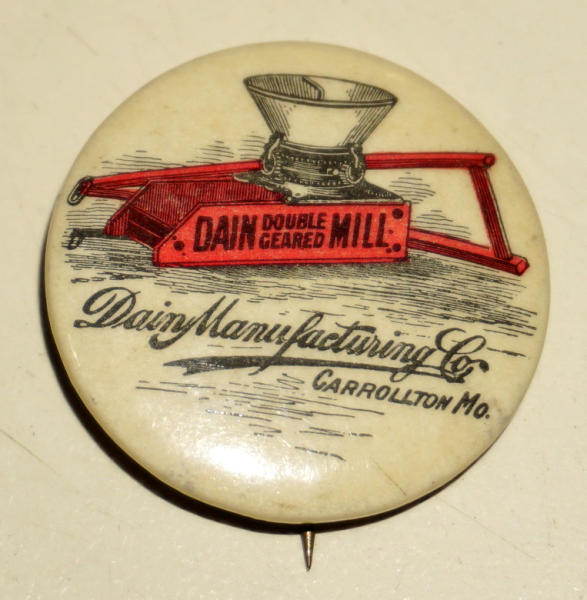 DAIN DOUBLE GEARED MILL
Dain Manufacturing Co
CARROLLTON MO.